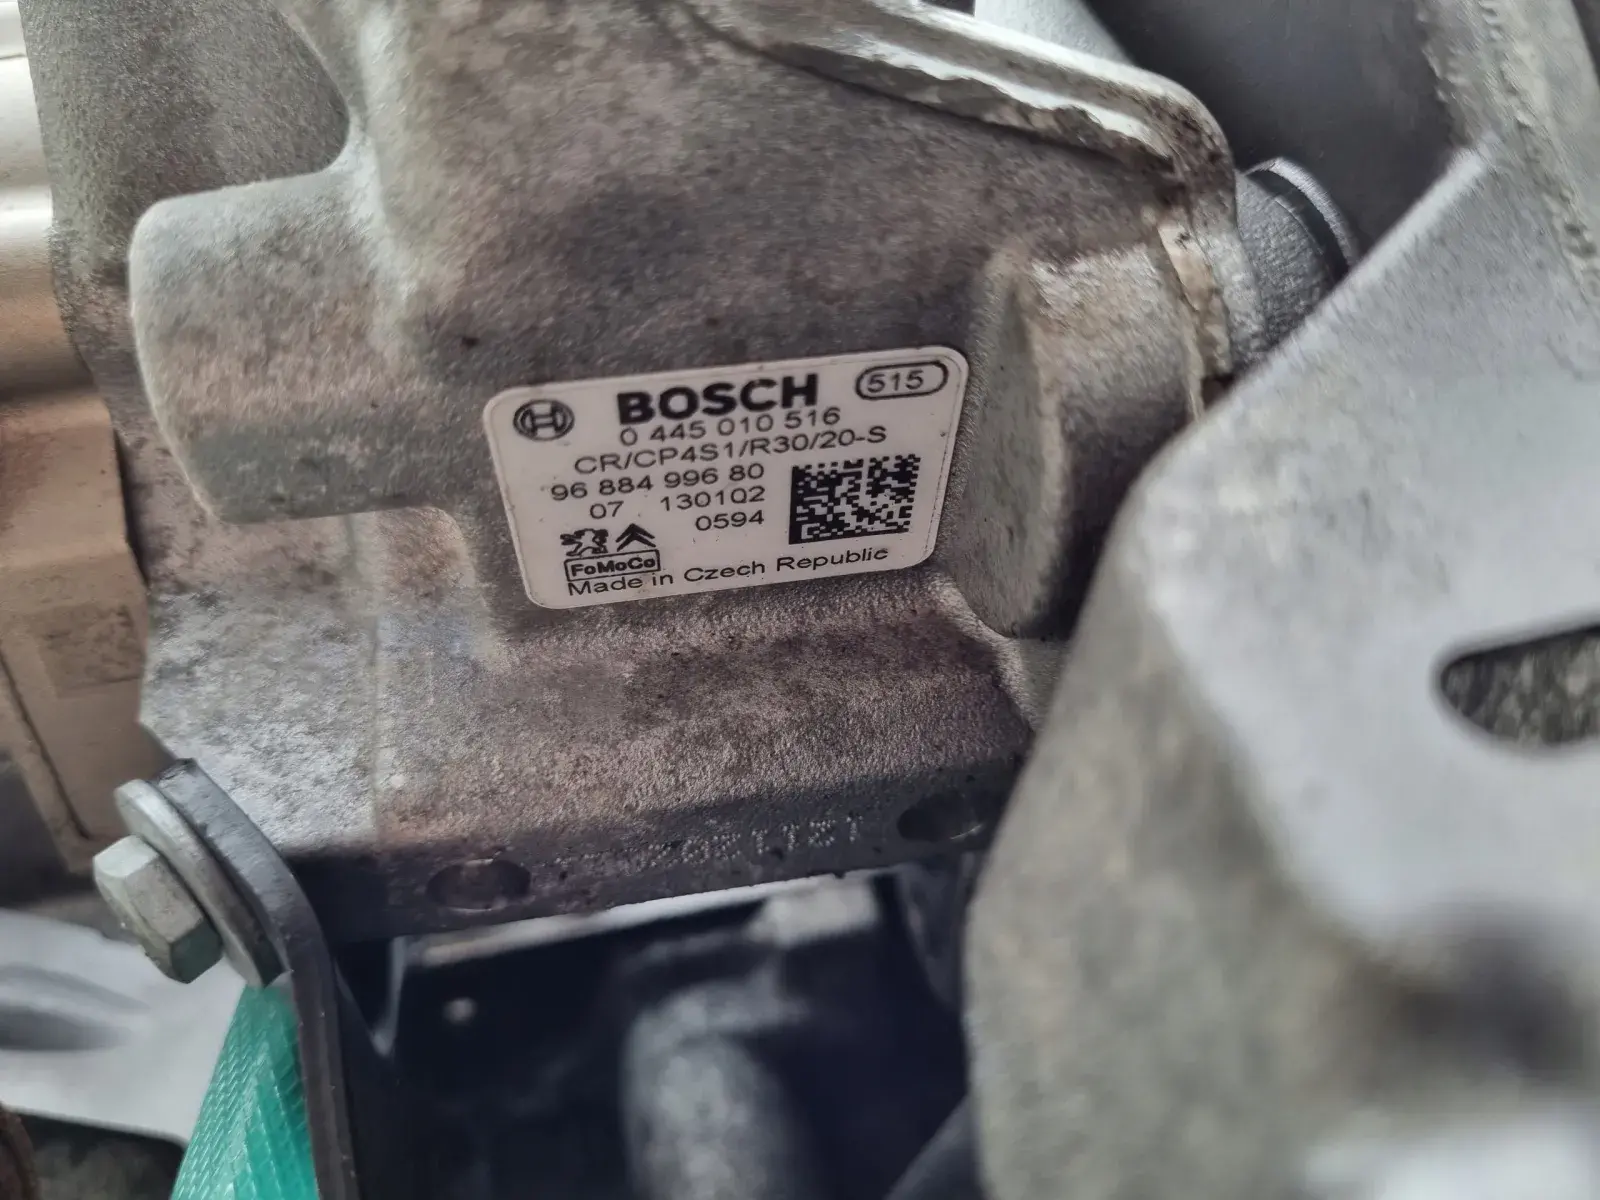 BOSCH 515
0 445 010 516
CR/CP4S1/R30/20-S
96 884 996 80
07 130102
0594
FoMoCo
Made in Czech Republic